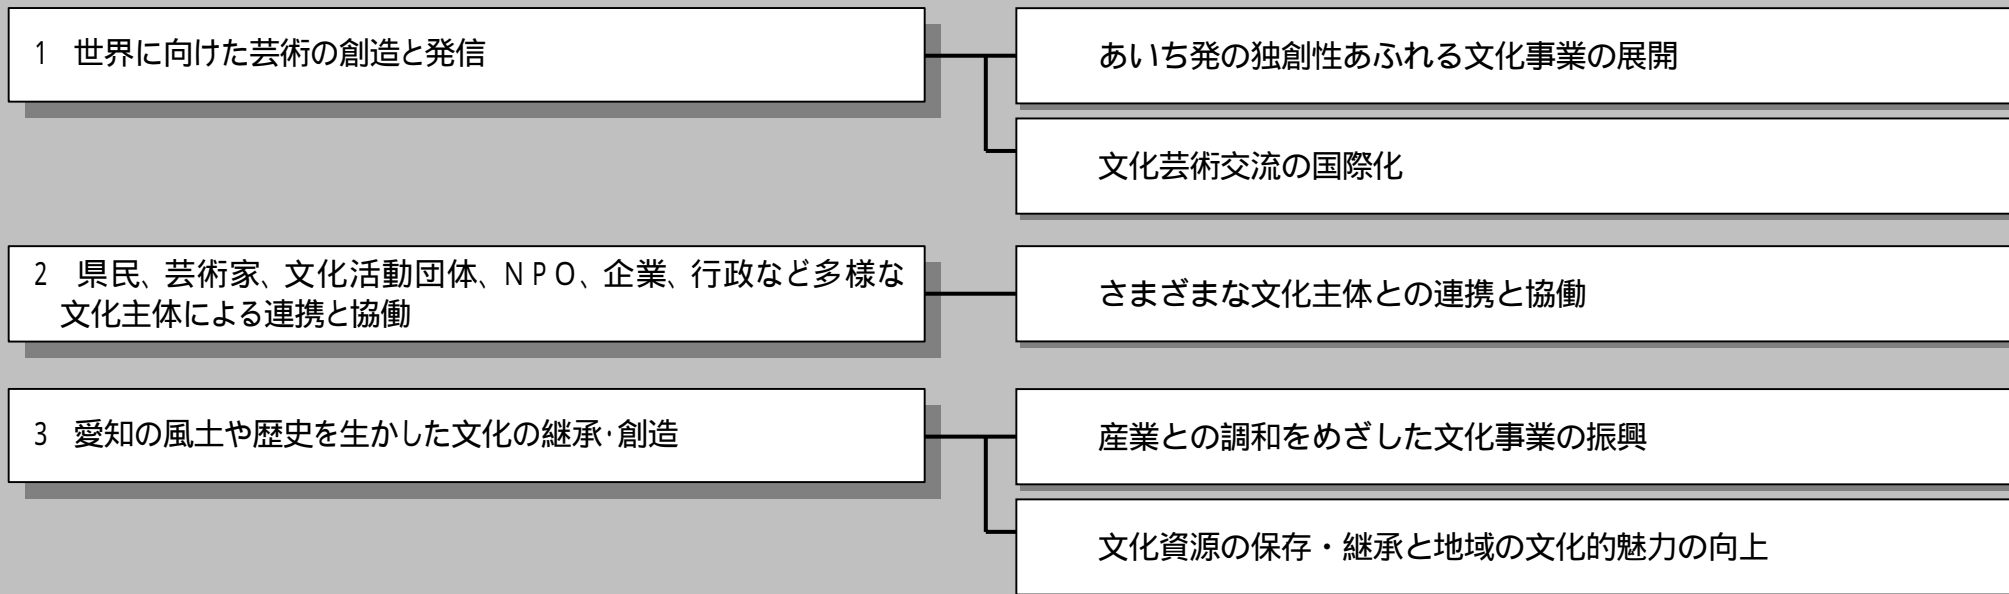 1 世界に向けた芸術の創造と発信
あいち発の独創性あふれる文化事業の展開
文化芸術交流の国際化
2 県民、芸術家、文化活動団体、NPO、企業、行政など多様な
文化主体による連携と協働
さまざまな文化主体との連携と協働
3 愛知の風土や歴史を生かした文化の継承・創造
産業との調和をめざした文化事業の振興
文化資源の保存・継承と地域の文化的魅力の向上